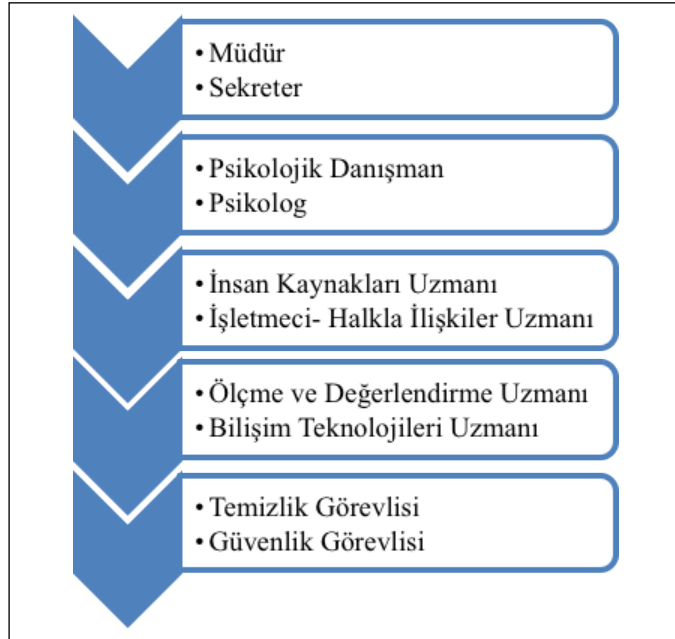 • Müdür
• Sekreter
• Psikolojik Danışman
• Psikolog
• İnsan Kaynakları Uzmanı
• İşletmeci- Halkla İlişkiler Uzmanı
• Ölçme ve Değerlendirme Uzmanı
• Bilişim Teknolojileri Uzmanı
• Temizlik Görevlisi
• Güvenlik Görevlisi